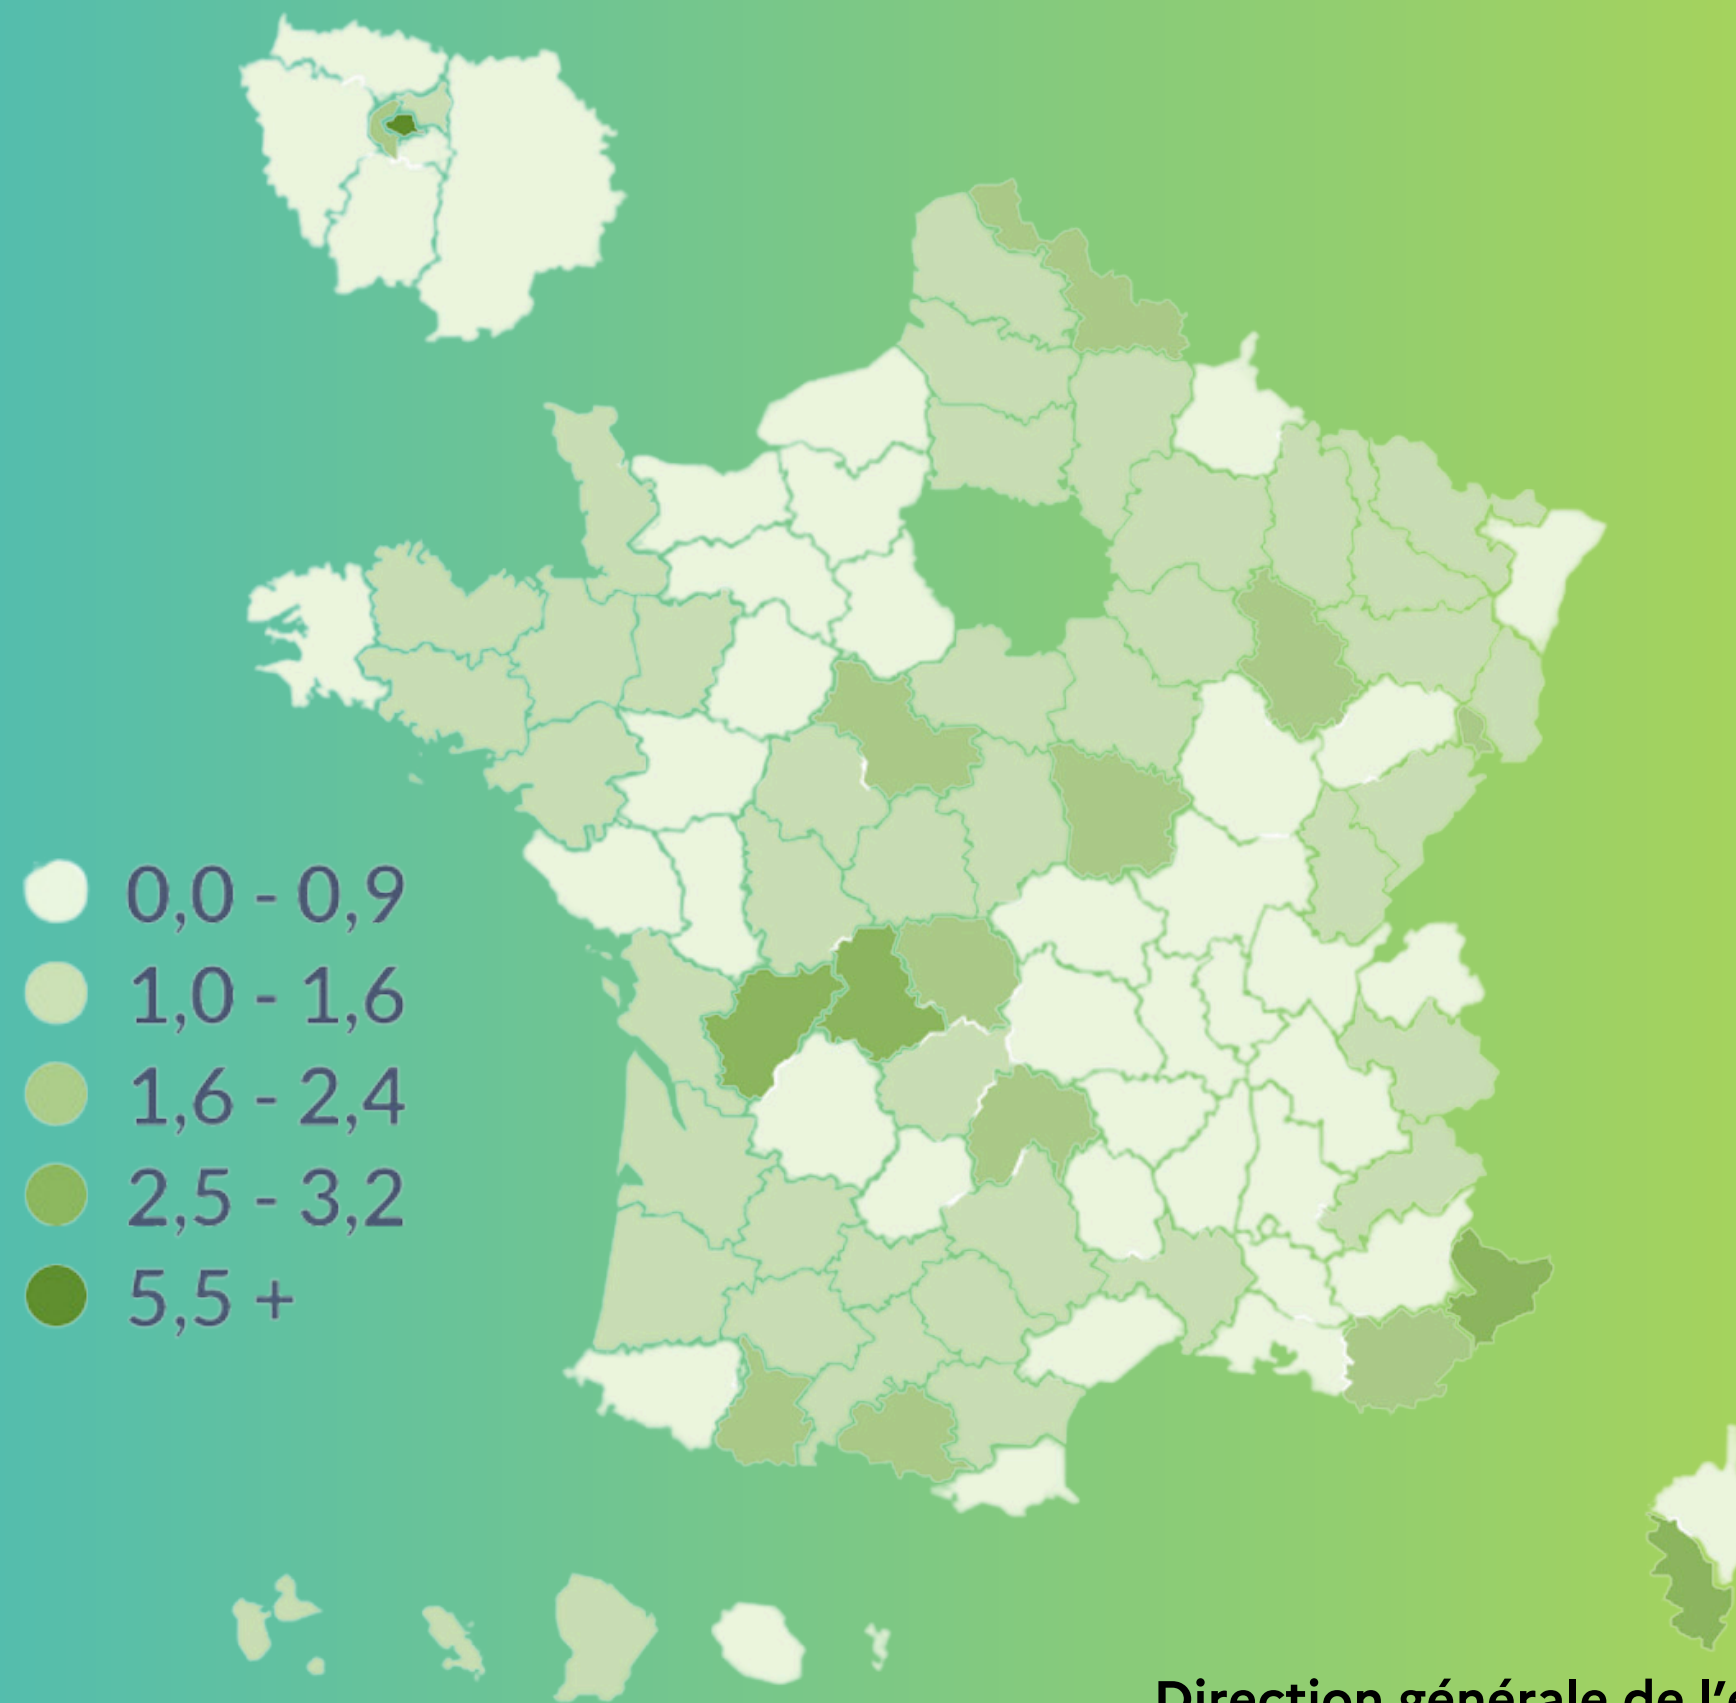 0,0 - 0,9
1,0 - 1,6
1,6 - 2,4
2,5 - 3,2
5,5 +
Direction générale de l'